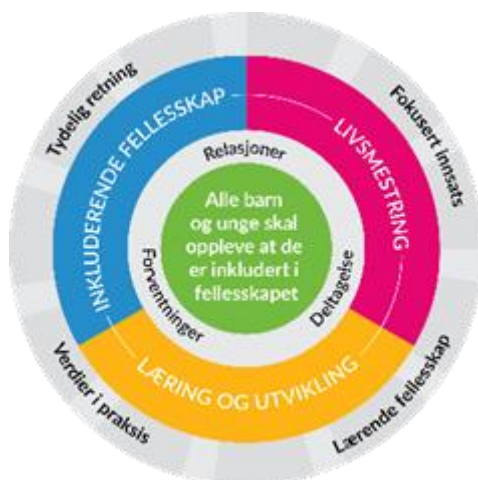 Tydelig retning
Fokusert innsats
INKLUDERENDE FELLESSKAP
LIVSMESTRING
Relasjoner
Alle barn
og unge skal
oppleve at de
er inkludert i
fellesskapet
Forventninger
Deltagelse
LÆRING OG UTVIKLING
Verdier i praksis
Lærende fellesskap